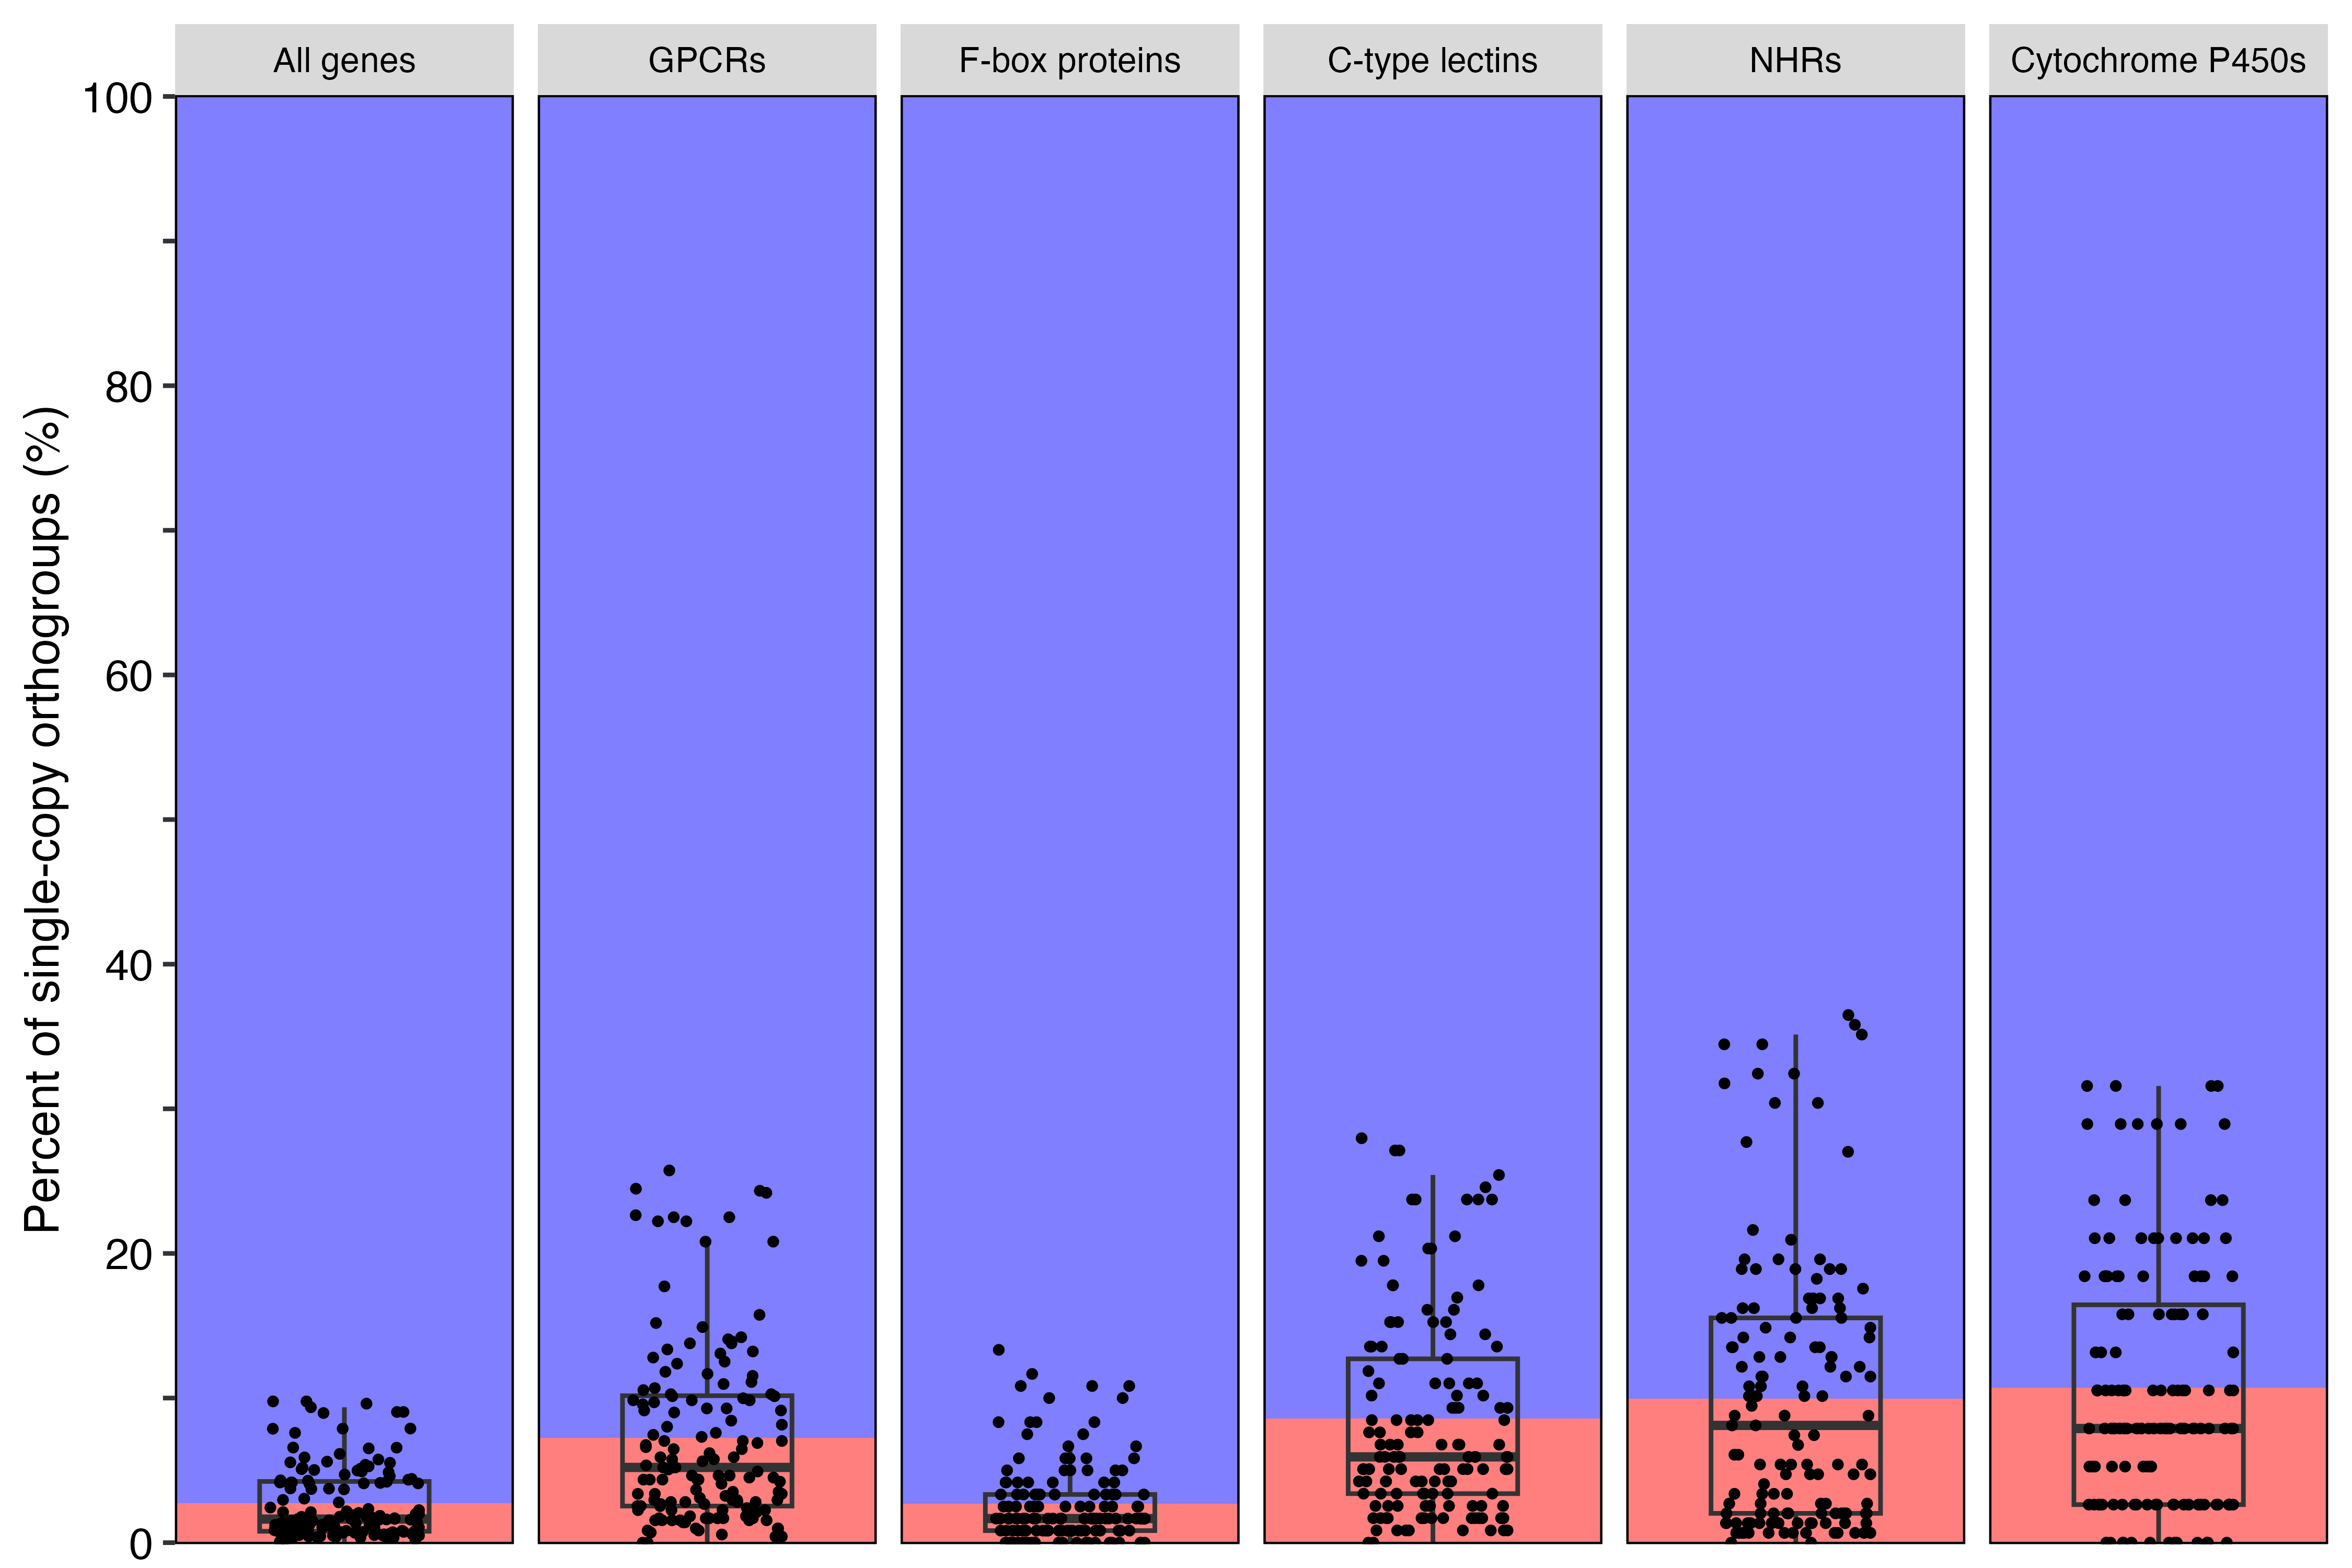 All genes
GPCRs
F-box proteins
C-type lectins
NHRs
Cytochrome P450s
Percent of single-copy orthogroups (%)
100
80
60
40
20
0